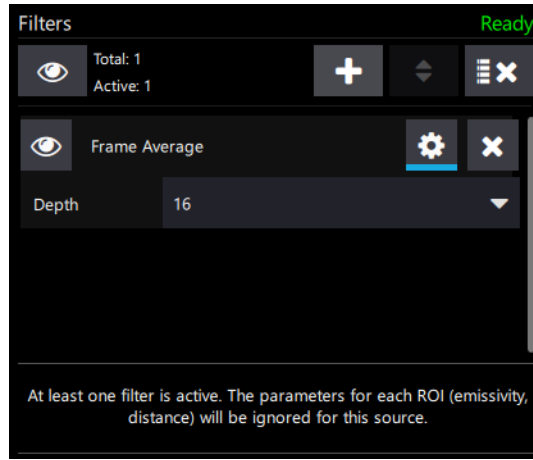 Filters
Ready
Total: 1
Active: 1
Frame Average
Depth
16
At least one filter is active. The parameters for each ROI (emissivity,
distance) will be ignored for this source.